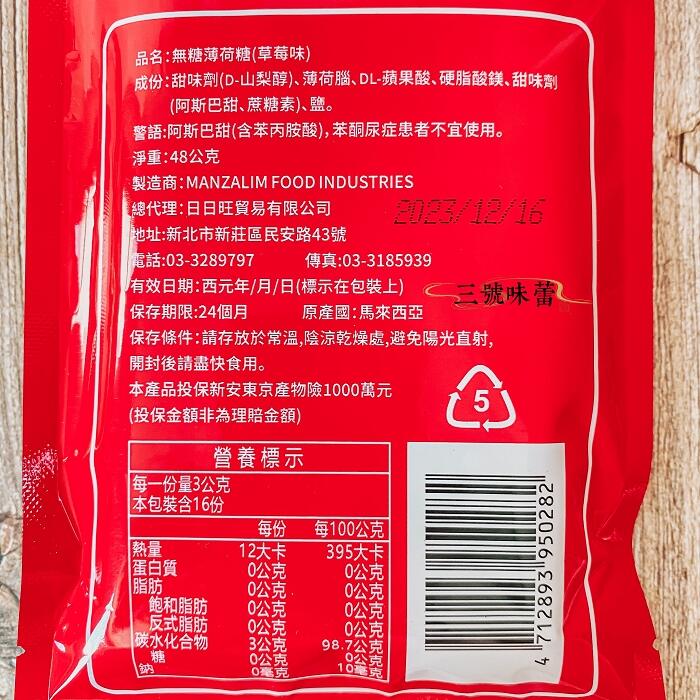 品名:無糖薄荷糖(草莓味)
成份:甜味劑(D-山梨醇)、薄荷腦、DL-蘋果酸、硬脂酸鎂、甜味劑
(阿斯巴甜、蔗糖素)、鹽。
警語:阿斯巴甜(含苯丙胺酸),苯酮尿症患者不宜使用。
淨重:48公克
製造商:MANZALIM FOOD INDUSTRIES
總代理:日日旺貿易有限公司
2023/12/16
地址:新北市新莊區民安路43號
電話:03-3289797 傳真:03-3185939
有效日期:西元年/月/日(標示在包裝上)
三號味蕾
保存期限:24個月 原產國:馬來西亞
保存條件:請存放於常溫,陰涼乾燥處,避免陽光直射,
開封後請盡快食用。
本產品投保新安東京產物險1000萬元
(投保金額非為理賠金額)
5
營養標示
每一份量3公克
本包裝含16份
每份 每100公克
熱量 12大卡 395大卡
蛋白質 0公克 0公克
脂肪 0公克 0公克
飽和脂肪 0公克 0公克
反式脂肪 0公克 0公克
碳水化合物 3公克 98.7公克
糖 0公克 0公克
鈉 0毫克 10毫克
4 712893 950282